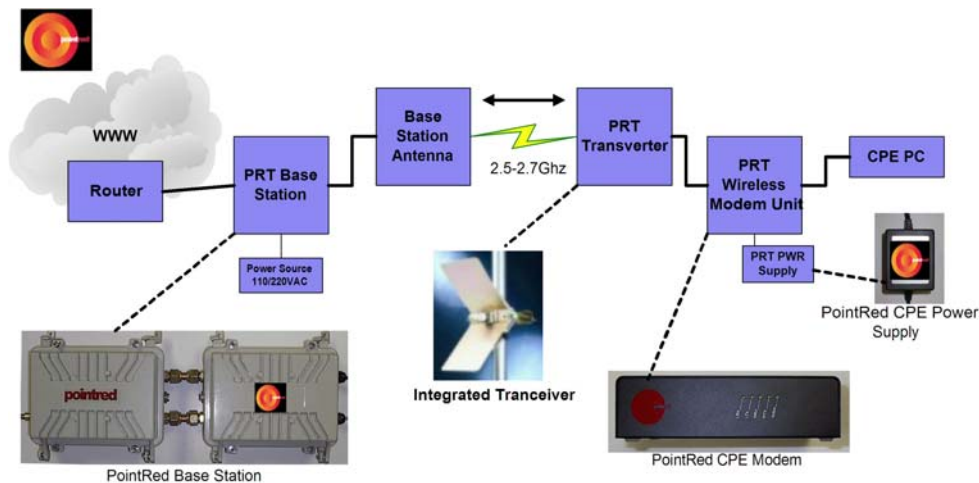 pointred
WWW
Router
PRT Base
Station
Power Source
110/220VAC
Base
Station
Antenna
2.5-2.7Ghz
PRT
Transverter
PRT
Wireless
Modem Unit
CPE PC
PRT PWR
Supply
PointRed CPE Power
Supply
Integrated Tranceiver
pointred
PointRed Base Station
PointRed CPE Modem